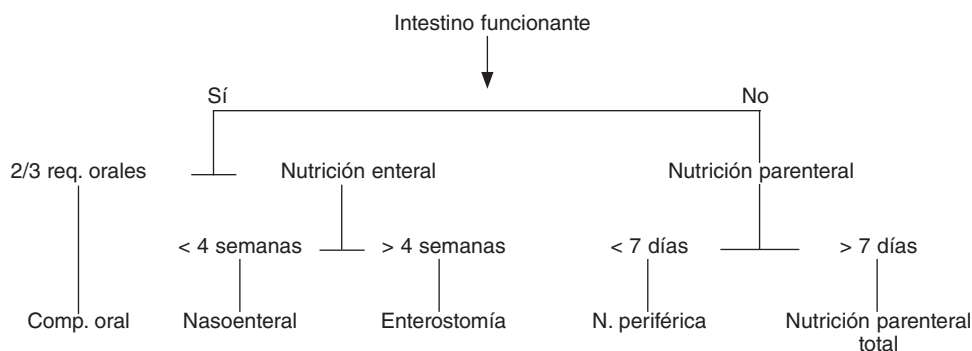 Intestino funcionante
Sí
No
2/3 req. orales
Nutrición enteral
Nutrición parenteral
< 4 semanas
> 4 semanas
< 7 días
> 7 días
Comp. oral
Nasoenteral
Enterostomía
N. periférica
Nutrición parenteral
total